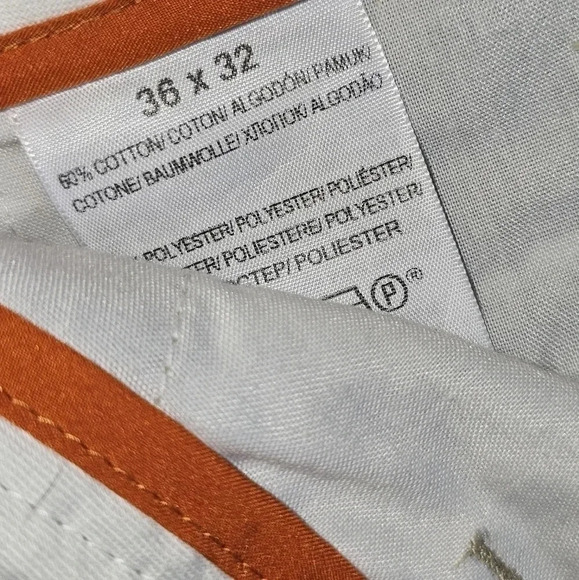 36 x 32
60% COTTON/ COTON/ ALGODÓN/ PAMUK/
COTONE/ BAUMWOLLE/ ХЛОПОК/ ALGODÃO
POLYESTER/ POLYESTER/ POLIÉSTER/
POLIESTERE/ POLYESTER/
POLIESTER
P®